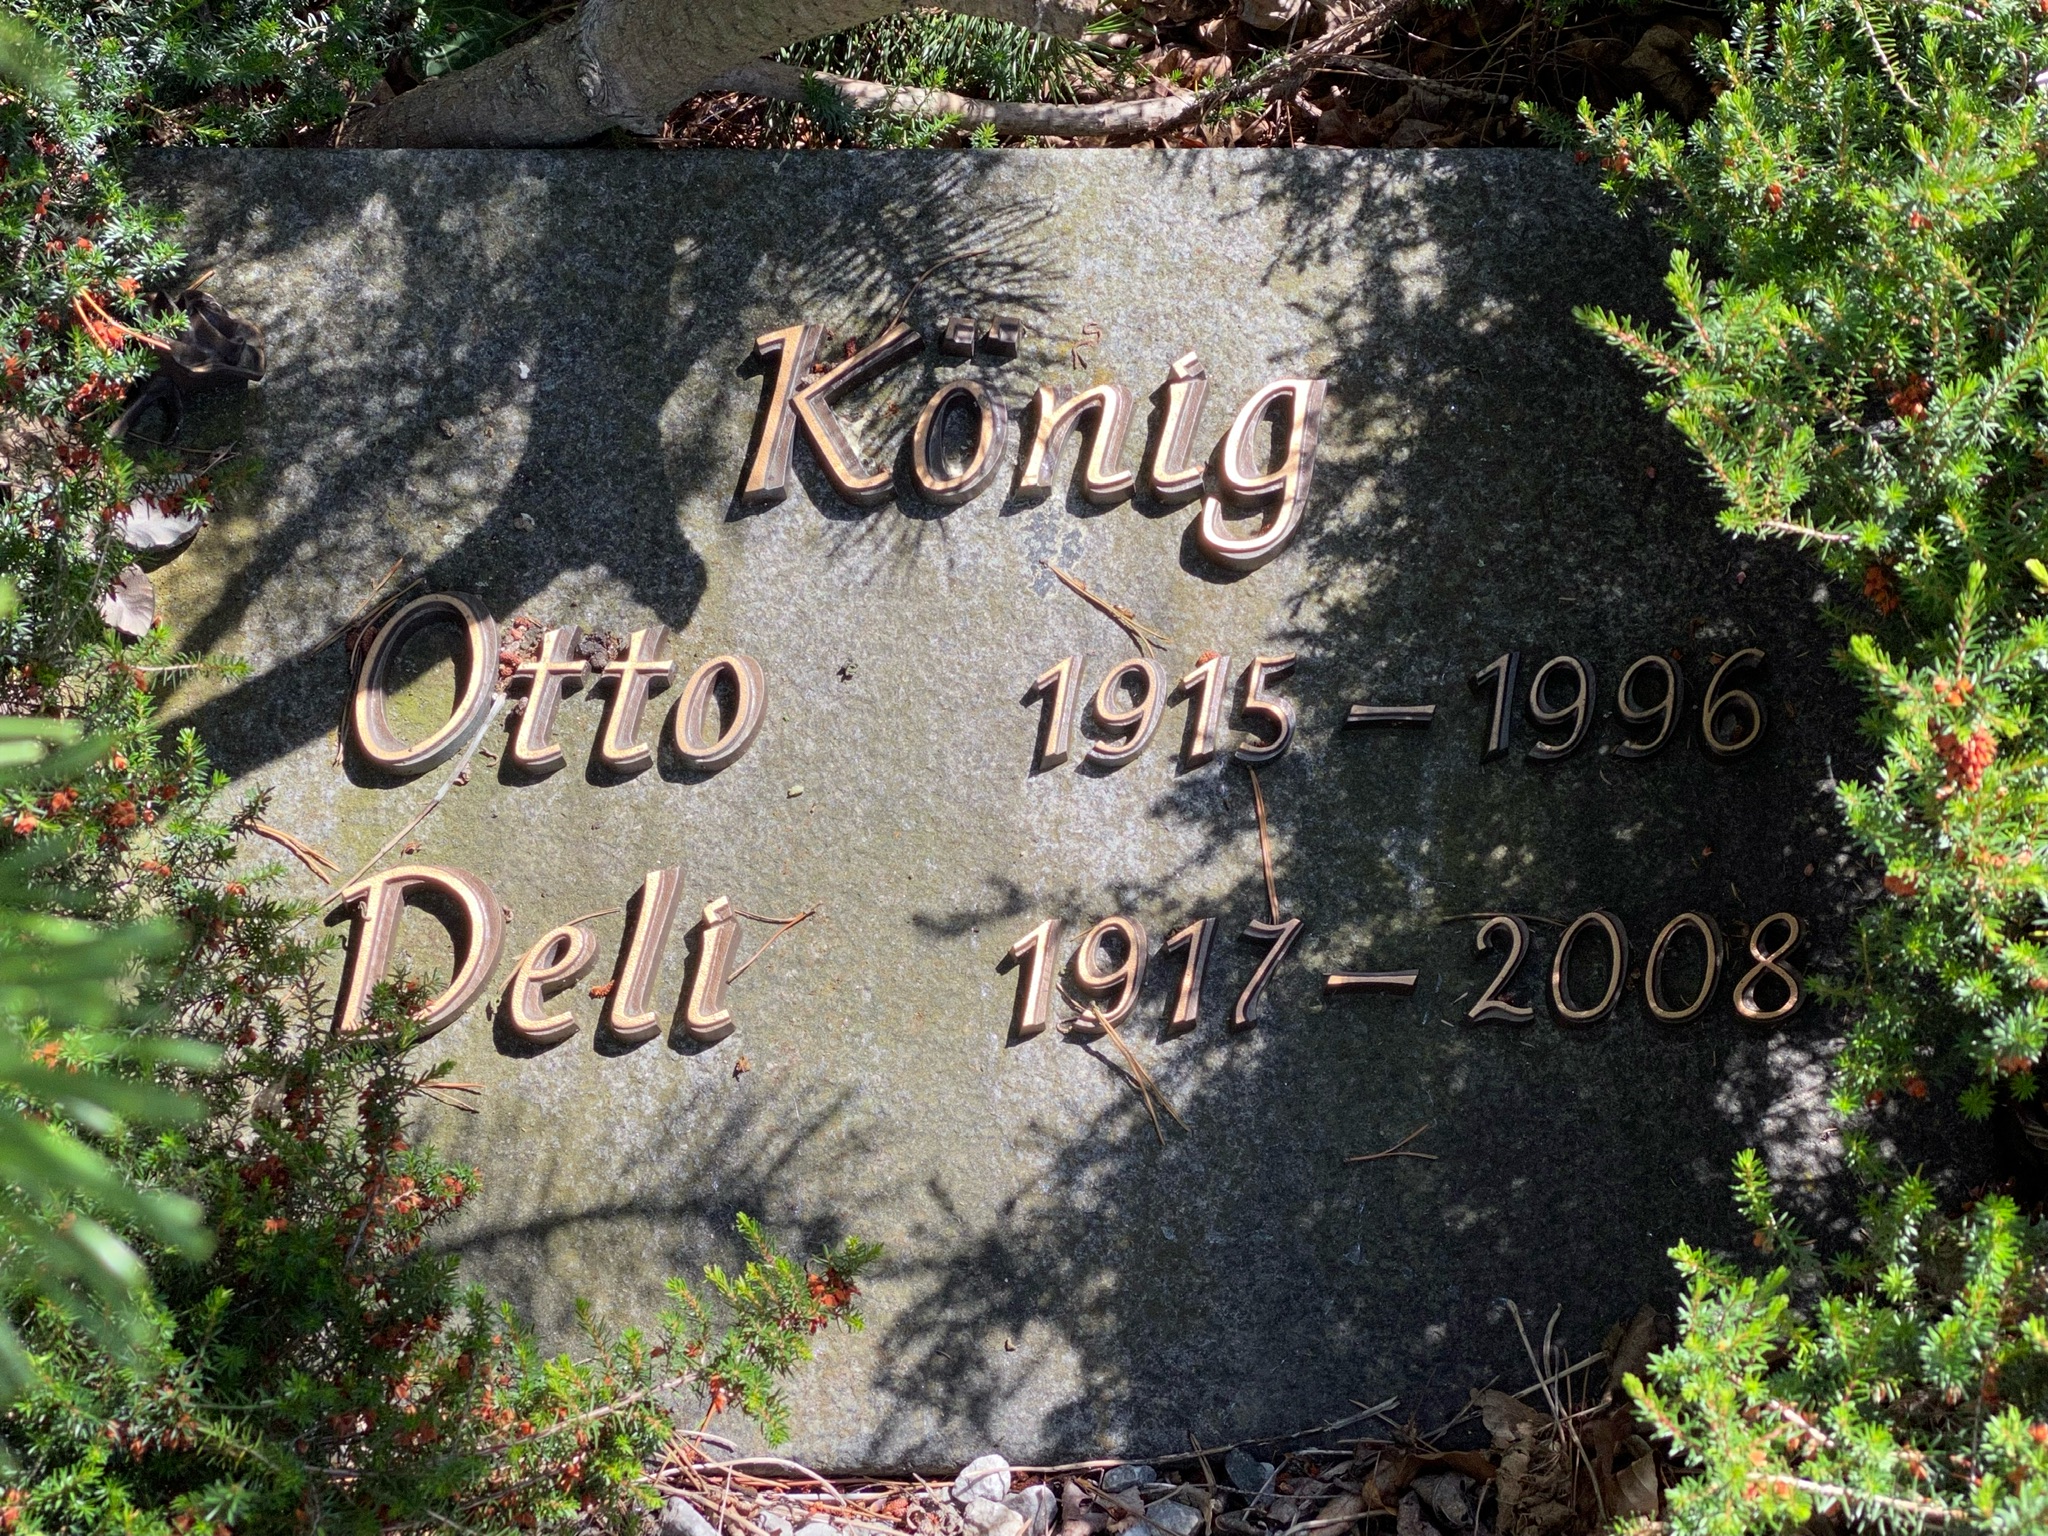 König
Otto 1915 – 1996
Deli 1917 – 2008